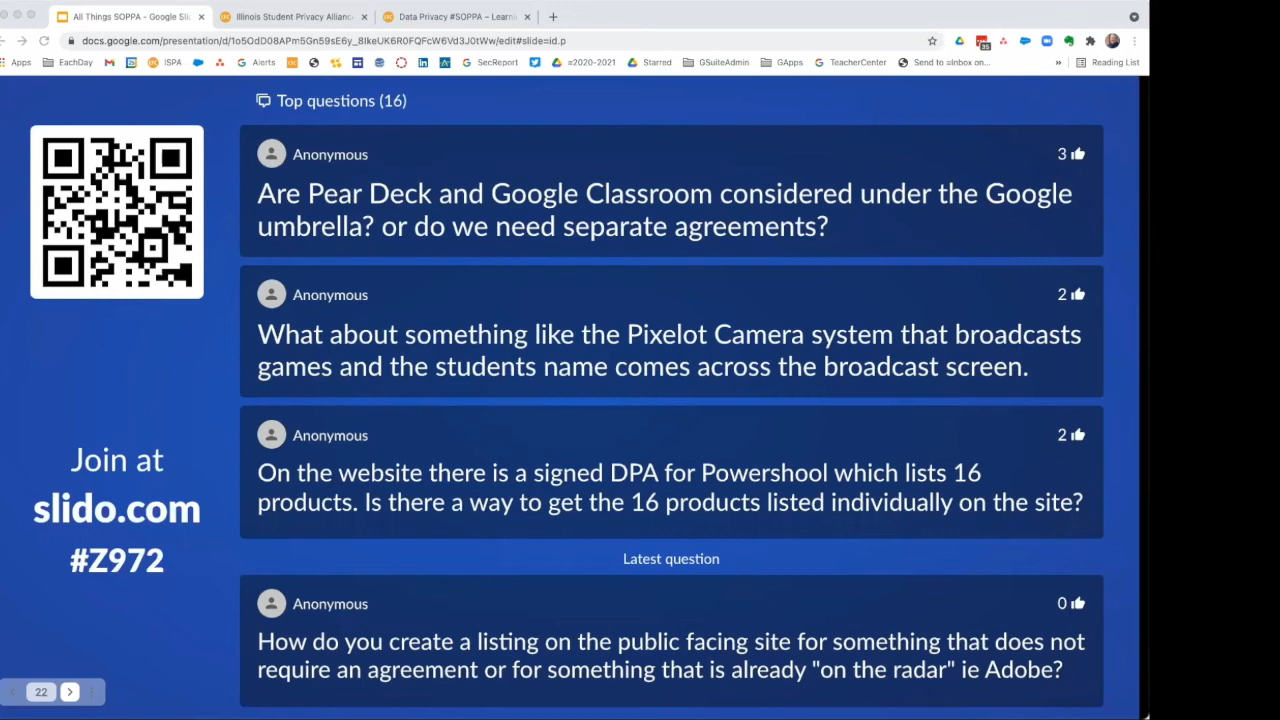 All Things SOPPA - Google Sli
Illinois Student Privacy Allianc
Data Privacy #SOPPA – Learni
docs.google.com/presentation/d/1o5OdD08APm5Gn59sE6y_8IkeUK6R0FQFcW6Vd3J0tWw/edit#slide=id.p
35
Apps
EachDay
ISPA
Alerts
SecReport
=2020-2021
Starred
GSuiteAdmin
GApps
TeacherCenter
Send to =Inbox on...
»
Reading List
Top questions (16)
Anonymous
3
Are Pear Deck and Google Classroom considered under the Google
umbrella? or do we need separate agreements?
Anonymous
2
What about something like the Pixelot Camera system that broadcasts
games and the students name comes across the broadcast screen.
Anonymous
2
On the website there is a signed DPA for Powershool which lists 16
products. Is there a way to get the 16 products listed individually on the site?
Join at
slido.com
#Z972
Latest question
Anonymous
0
How do you create a listing on the public facing site for something that does not
require an agreement or for something that is already "on the radar" ie Adobe?
22